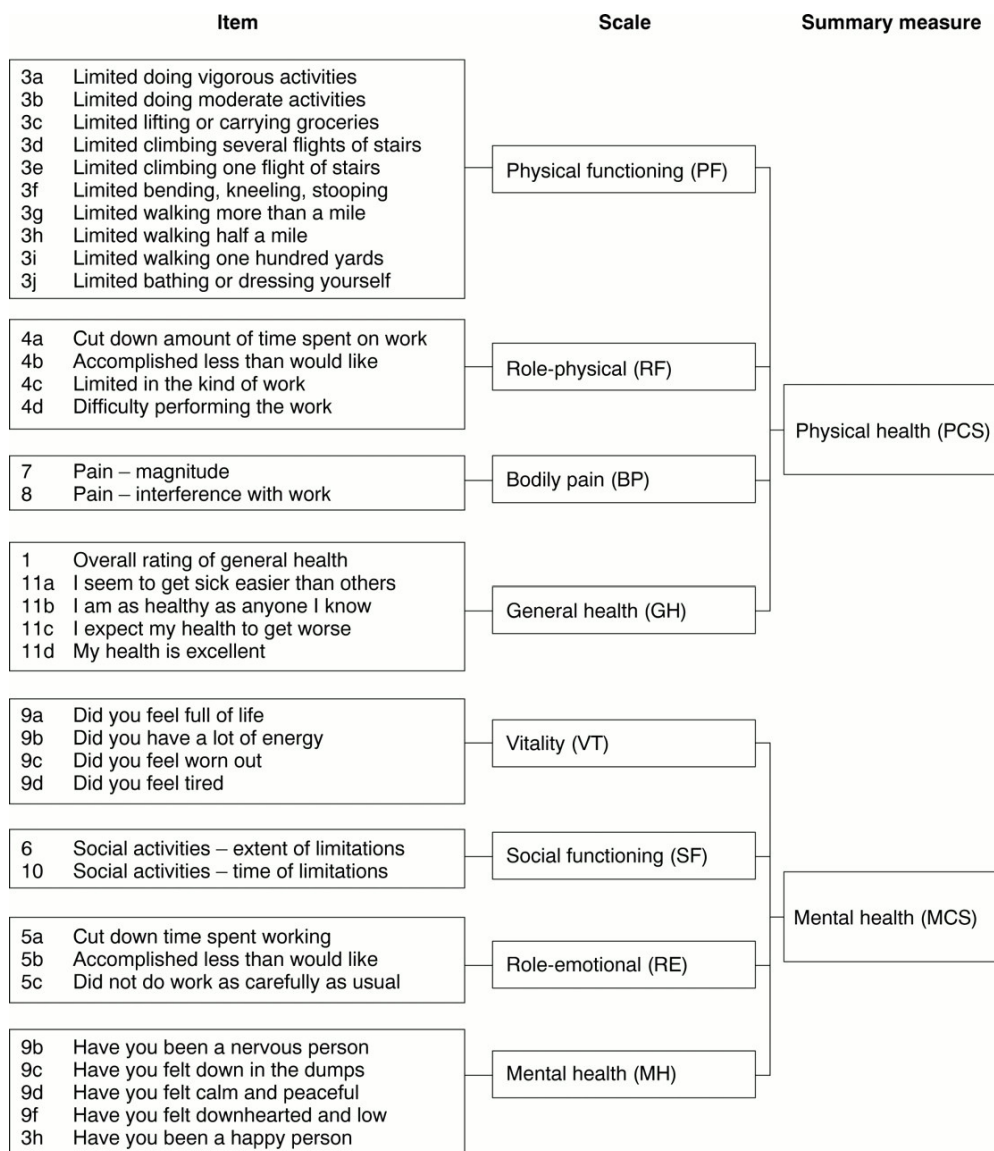 Item Scale Summary measure
3a Limited doing vigorous activities
3b Limited doing moderate activities
3c Limited lifting or carrying groceries
3d Limited climbing several flights of stairs
3e Limited climbing one flight of stairs
3f Limited bending, kneeling, stooping
3g Limited walking more than a mile
3h Limited walking half a mile
3i Limited walking one hundred yards
3j Limited bathing or dressing yourself
Physical functioning (PF)
4a Cut down amount of time spent on work
4b Accomplished less than would like
4c Limited in the kind of work
4d Difficulty performing the work
Role-physical (RF)
7 Pain – magnitude
8 Pain – interference with work
Bodily pain (BP)
1 Overall rating of general health
11a I seem to get sick easier than others
11b I am as healthy as anyone I know
11c I expect my health to get worse
11d My health is excellent
General health (GH)
Physical health (PCS)
9a Did you feel full of life
9b Did you have a lot of energy
9c Did you feel worn out
9d Did you feel tired
Vitality (VT)
6 Social activities – extent of limitations
10 Social activities – time of limitations
Social functioning (SF)
5a Cut down time spent working
5b Accomplished less than would like
5c Did not do work as carefully as usual
Role-emotional (RE)
9b Have you been a nervous person
9c Have you felt down in the dumps
9d Have you felt calm and peaceful
9f Have you felt downhearted and low
3h Have you been a happy person
Mental health (MH)
Mental health (MCS)